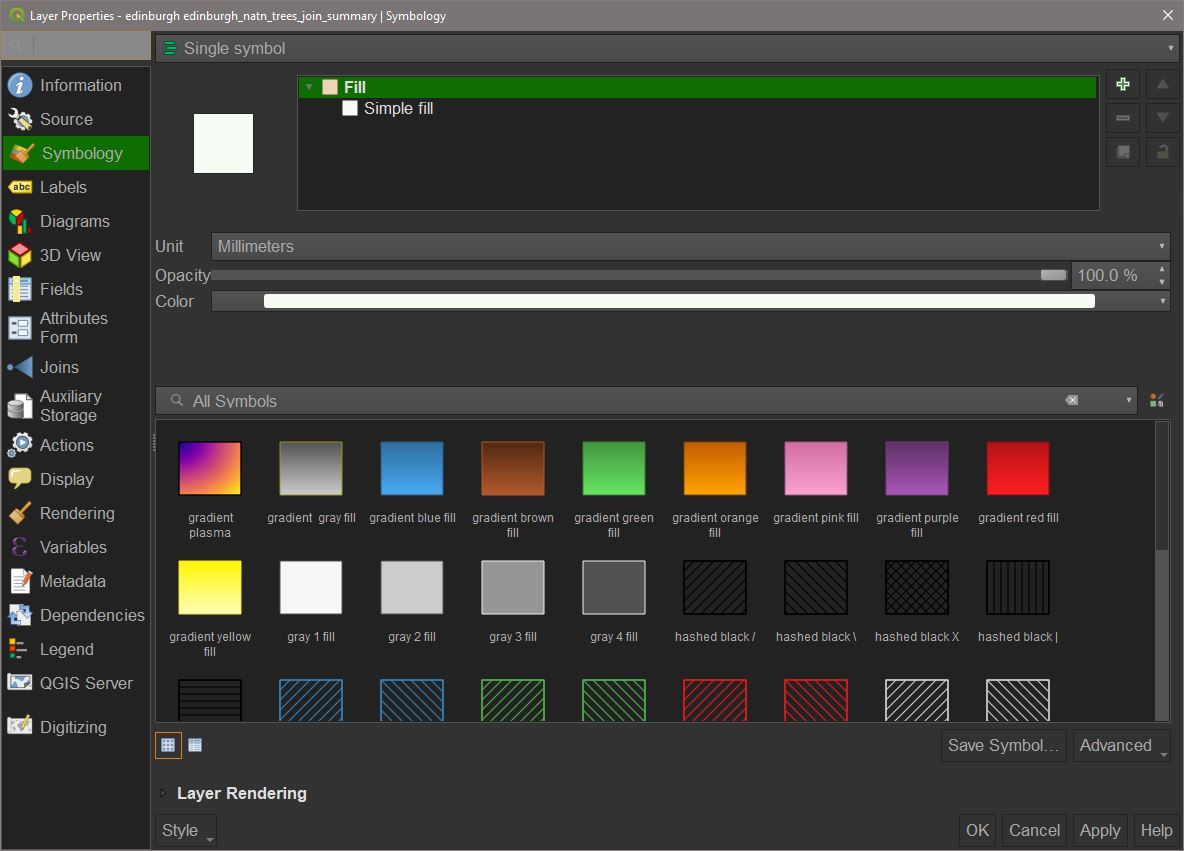 Layer Properties - edinburgh edinburgh_natn_trees_join_summary | Symbology
Single symbol
Information
Source
Symbology
Labels
Diagrams
3D View
Fields
Attributes
Form
Joins
Auxiliary
Storage
Actions
Display
Rendering
Variables
Metadata
Dependencies
Legend
QGIS Server
Digitizing
abc
Fill
Simple fill
Unit
Millimeters
Opacity
100.0 %
Color
All Symbols
gradient
plasma
gradient  gray fill
gradient blue fill
gradient brown
fill
gradient green
fill
gradient orange
fill
gradient pink fill
gradient purple
fill
gradient red fill
gradient yellow
fill
gray 1 fill
gray 2 fill
gray 3 fill
gray 4 fill
hashed black /
hashed black \
hashed black X
hashed black |
Save Symbol…
Advanced
Layer Rendering
Style
OK
Cancel
Apply
Help